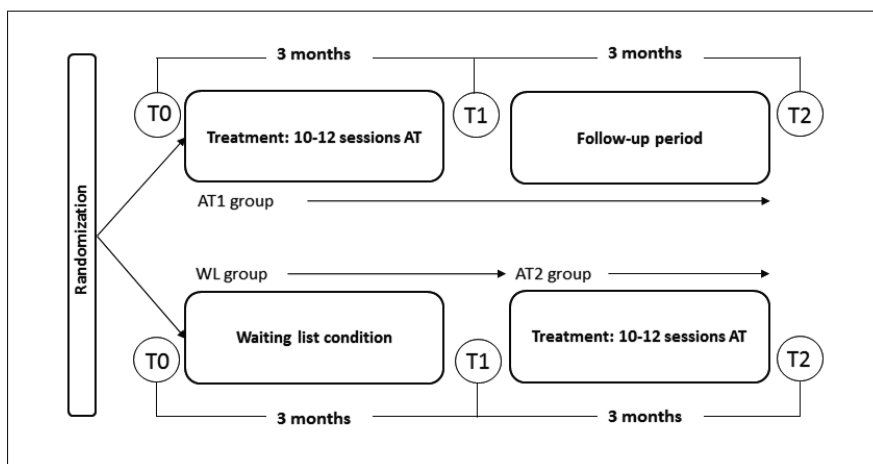 Randomization
3 months 3 months
T0 T1 T2
Treatment: 10-12 sessions AT
Follow-up period
AT1 group
WL group AT2 group
Waiting list condition
Treatment: 10-12 sessions AT
T0 T1 T2
3 months 3 months